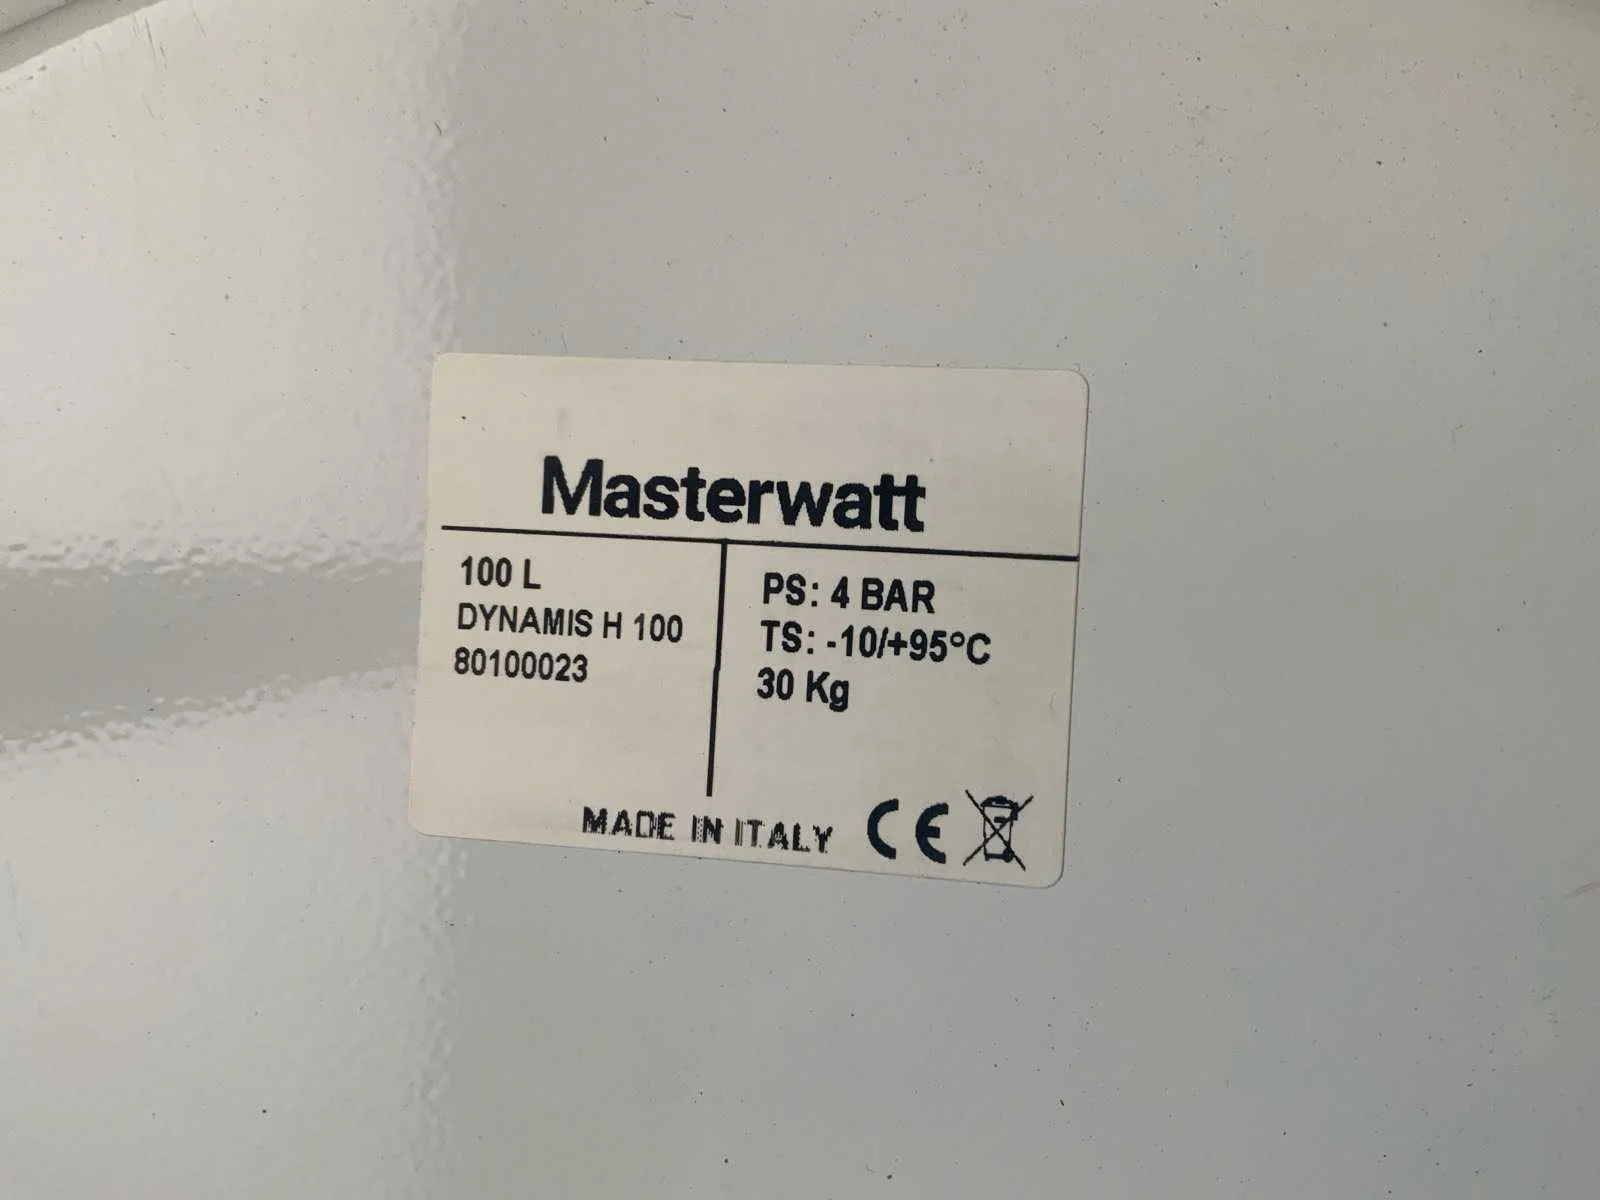 Masterwatt
100 L
DYNAMIS H 100
80100023
PS: 4 BAR
TS: -10/+95°C
30 Kg
MADE IN ITALY CE